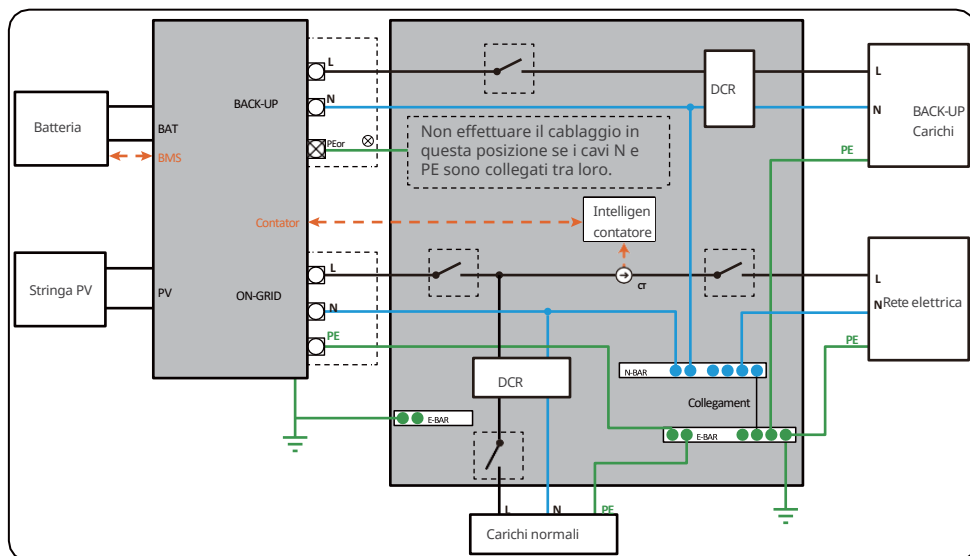 L
N
BACK-UP
PEor
Batteria
BAT
BMS
Non effettuare il cablaggio in
questa posizione se i cavi N e
PE sono collegati tra loro.
DCR
L
N
PE
BACK-UP
Carichi
Contator
Intelligen
contatore
Stringa PV
PV
L
ON-GRID
N
PE
CT
L
N
PE
Rete elettrica
DCR
N-BAR
Collegament
E-BAR
E-BAR
L
N
PE
Carichi normali